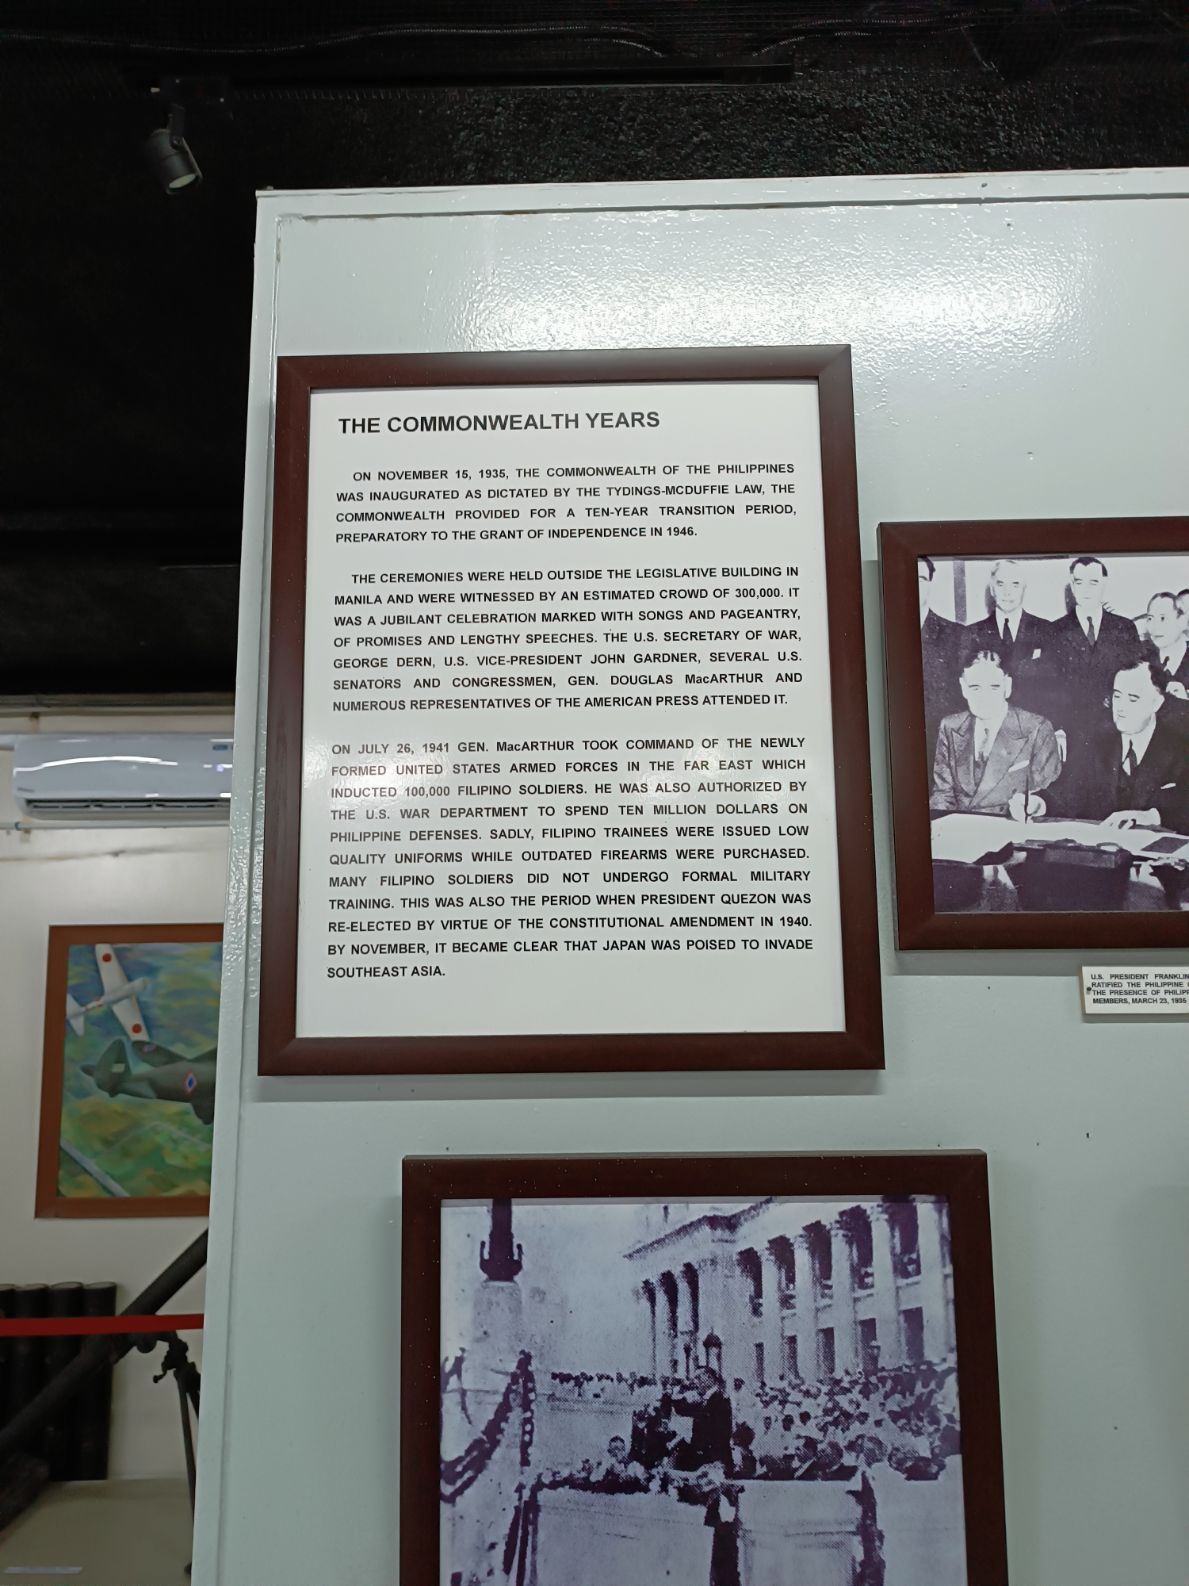 THE COMMONWEALTH YEARS
ON NOVEMBER 15, 1935, THE COMMONWEALTH OF THE PHILIPPINES
WAS INAUGURATED AS DICTATED BY THE TYDINGS-MCDUFFIE LAW, THE
COMMONWEALTH PROVIDED FOR A TEN-YEAR TRANSITION PERIOD,
PREPARATORY TO THE GRANT OF INDEPENDENCE IN 1946.
THE CEREMONIES WERE HELD OUTSIDE THE LEGISLATIVE BUILDING IN
MANILA AND WERE WITNESSED BY AN ESTIMATED CROWD OF 300,000. IT
WAS A JUBILANT CELEBRATION MARKED WITH SONGS AND PAGEANTRY,
OF PROMISES AND LENGTHY SPEECHES. THE U.S. SECRETARY OF WAR,
GEORGE DERN, U.S. VICE-PRESIDENT JOHN GARDNER, SEVERAL U.S.
SENATORS AND CONGRESSMEN, GEN. DOUGLAS MacARTHUR AND
NUMEROUS REPRESENTATIVES OF THE AMERICAN PRESS ATTENDED IT.
ON JULY 26, 1941 GEN. MacARTHUR TOOK COMMAND OF THE NEWLY
FORMED UNITED STATES ARMED FORCES IN THE FAR EAST WHICH
INDUCTED 100,000 FILIPINO SOLDIERS. HE WAS ALSO AUTHORIZED BY
THE U.S. WAR DEPARTMENT TO SPEND TEN MILLION DOLLARS ON
PHILIPPINE DEFENSES. SADLY, FILIPINO TRAINEES WERE ISSUED LOW
QUALITY UNIFORMS WHILE OUTDATED FIREARMS WERE PURCHASED.
MANY FILIPINO SOLDIERS DID NOT UNDERGO FORMAL MILITARY
TRAINING. THIS WAS ALSO THE PERIOD WHEN PRESIDENT QUEZON WAS
RE-ELECTED BY VIRTUE OF THE CONSTITUTIONAL AMENDMENT IN 1940.
BY NOVEMBER, IT BECAME CLEAR THAT JAPAN WAS POISED TO INVADE
SOUTHEAST ASIA.
U.S. PRESIDENT FRANKLIN
RATIFIED THE PHILIPPINE
THE PRESENCE OF
MEMBERS, MARCH 23, 1935